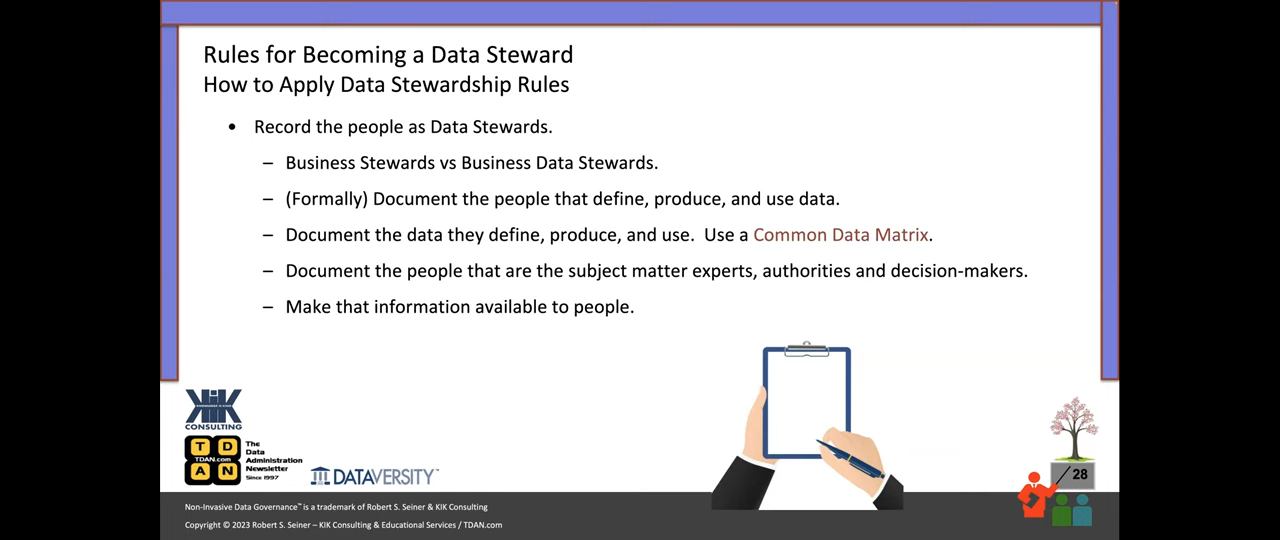 Rules for Becoming a Data Steward
How to Apply Data Stewardship Rules
• Record the people as Data Stewards.
– Business Stewards vs Business Data Stewards.
– (Formally) Document the people that define, produce, and use data.
– Document the data they define, produce, and use. Use a Common Data Matrix.
– Document the people that are the subject matter experts, authorities and decision-makers.
– Make that information available to people.
KIK
CONSULTING
T D
TDAN.com
A N
The
Data
Administration
Newsletter
Since 1997
DATAVERSITY™
/ 28
Non-Invasive Data Governance™ is a trademark of Robert S. Seiner & KIK Consulting
Copyright © 2023 Robert S. Seiner – KIK Consulting & Educational Services / TDAN.com